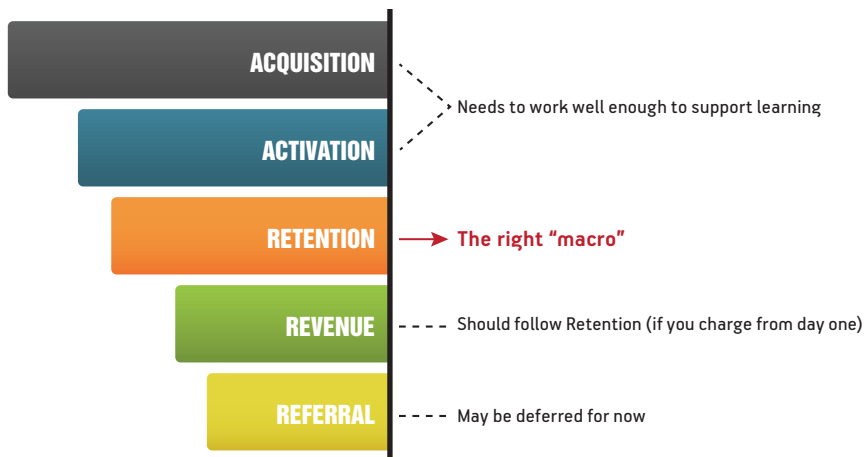 ACQUISITION
Needs to work well enough to support learning
ACTIVATION
RETENTION
The right “macro”
REVENUE
Should follow Retention (if you charge from day one)
REFERRAL
May be deferred for now